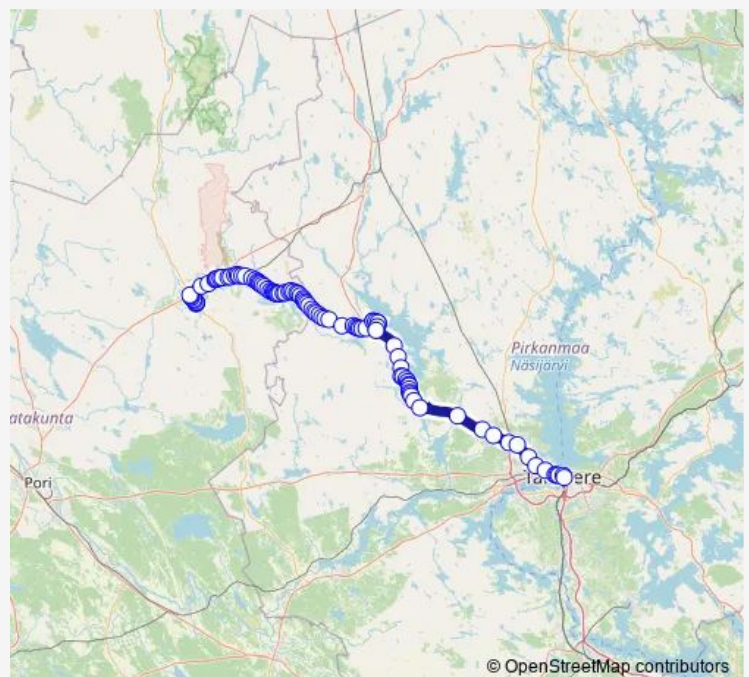 Pirkanmaa
Näsijärvi
atakunta
Pori
© OpenStreetMap contributors